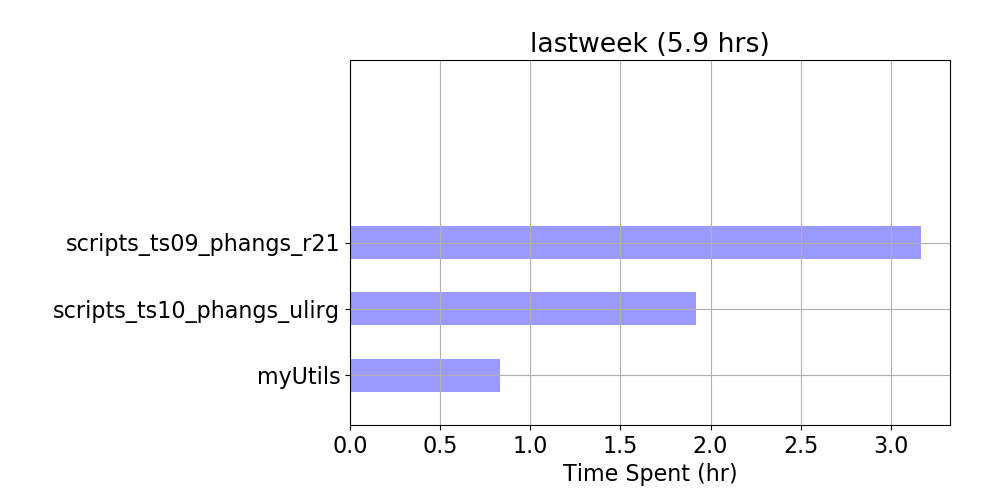 lastweek (5.9 hrs)
scripts_ts09_phangs_r21
scripts_ts10_phangs_ulirg
myUtils
0.0 0.5 1.0 1.5 2.0 2.5 3.0
Time Spent (hr)